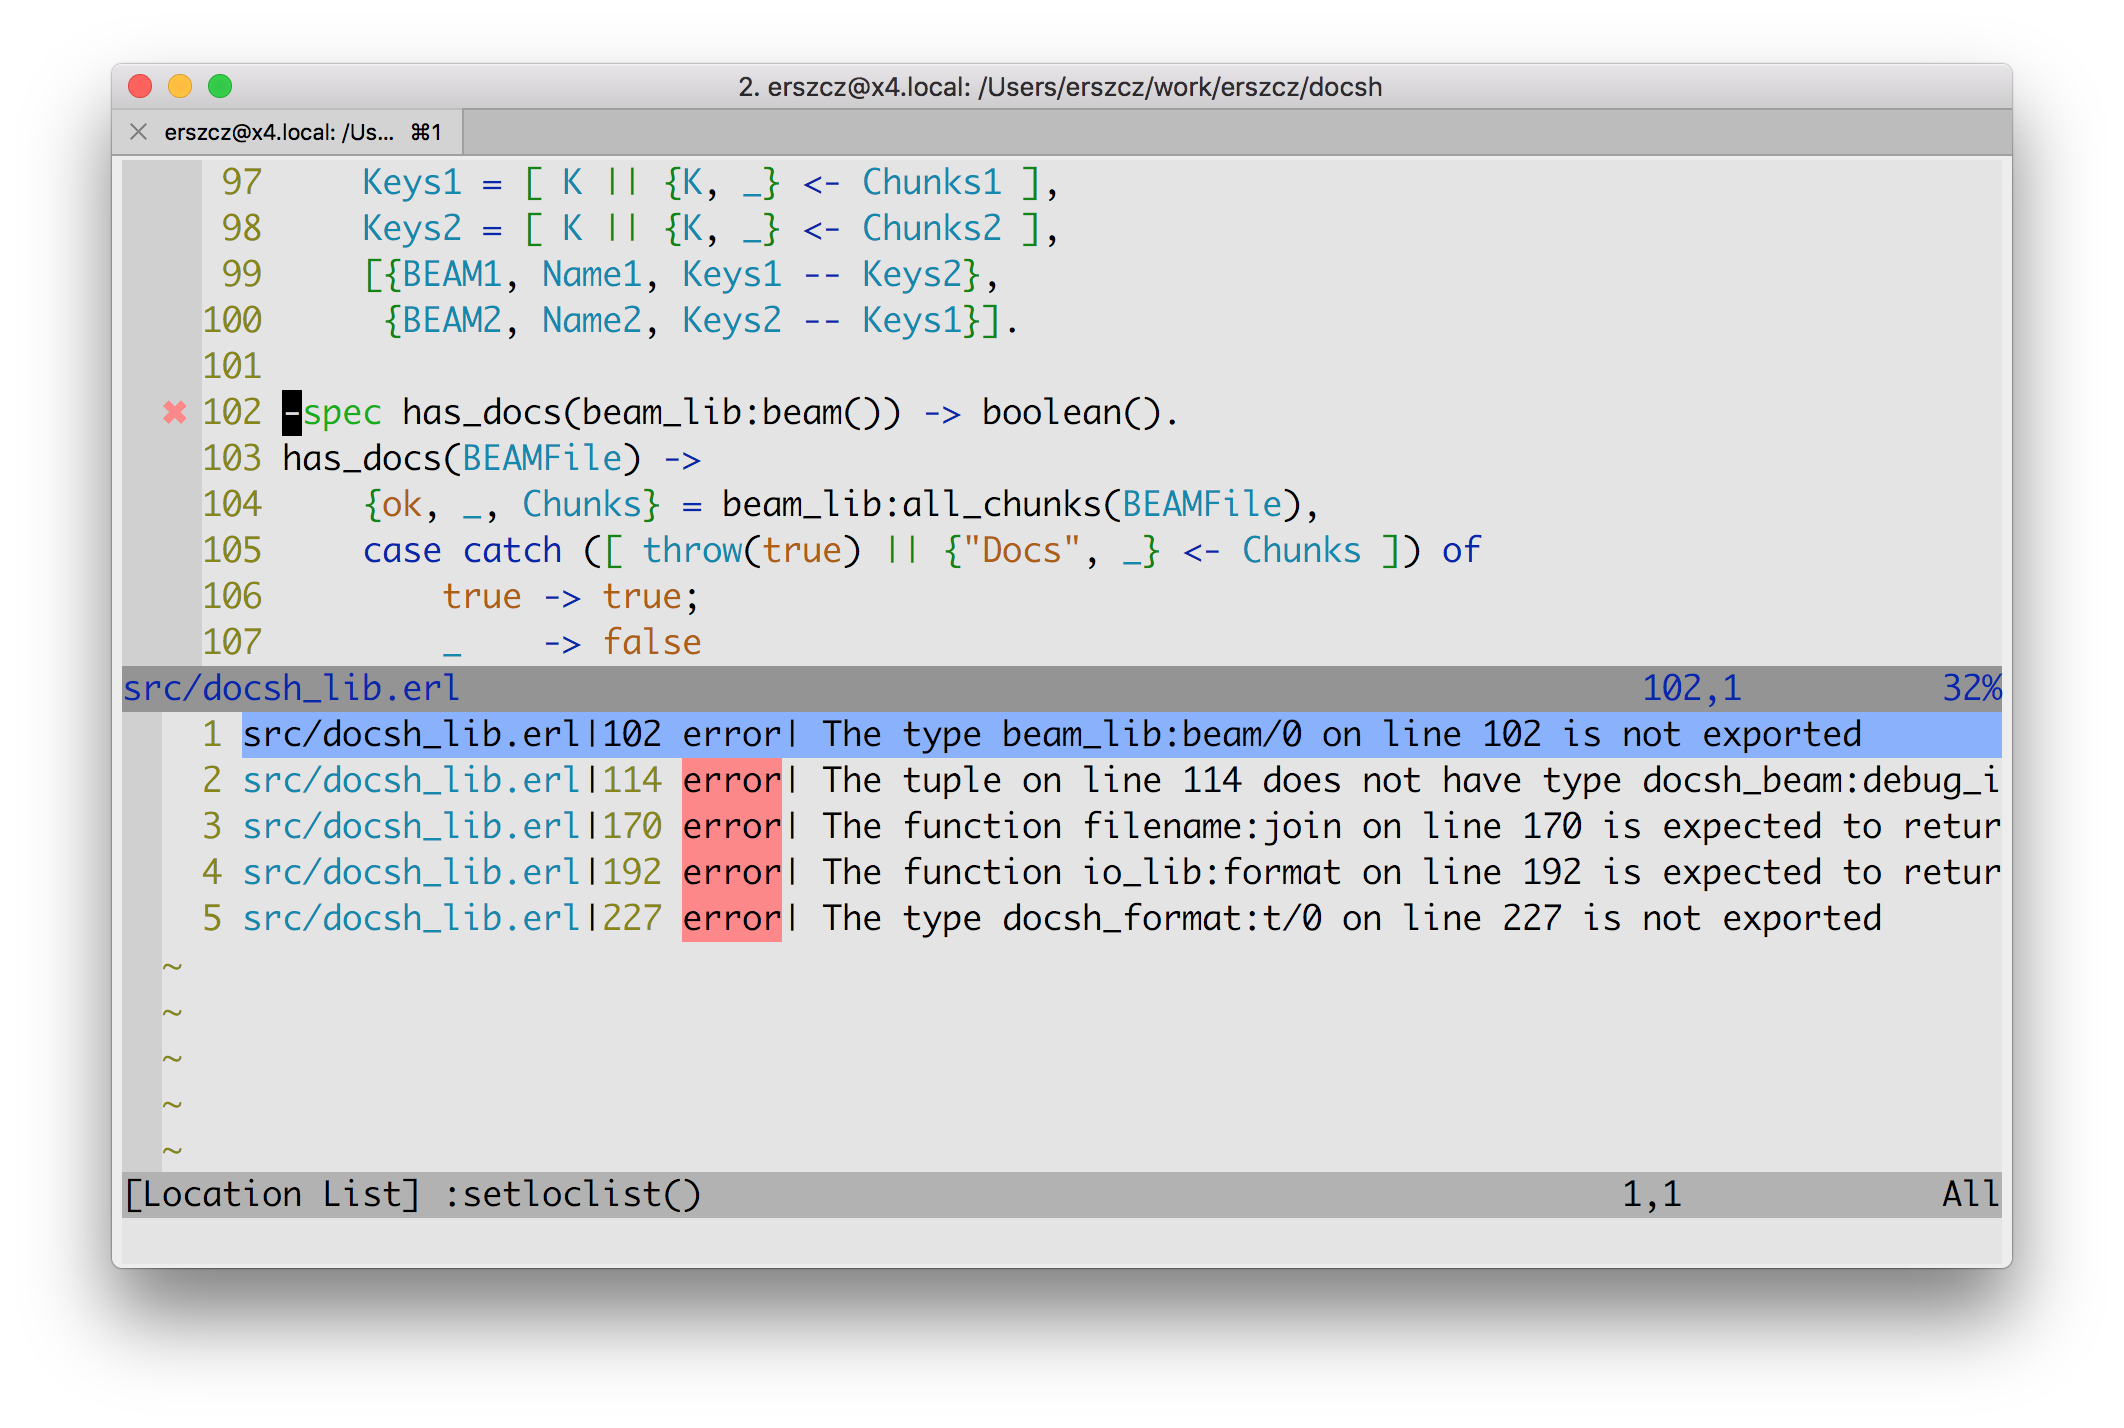 2. erszcz@x4.local: /Users/erszcz/work/erszcz/docsh
erszcz@x4.local: /Us... ⌘1
97     Keys1 = [ K || {K, _} <- Chunks1 ],
98     Keys2 = [ K || {K, _} <- Chunks2 ],
99     [{BEAM1, Name1, Keys1 -- Keys2},
100      {BEAM2, Name2, Keys2 -- Keys1}].
101
✖ 102 -spec has_docs(beam_lib:beam()) -> boolean().
103 has_docs(BEAMFile) ->
104     {ok, _, Chunks} = beam_lib:all_chunks(BEAMFile),
105     case catch ([ throw(true) || {"Docs", _} <- Chunks ]) of
106         true -> true;
107         _    -> false
src/docsh_lib.erl 102,1 32%
1 src/docsh_lib.erl|102 error| The type beam_lib:beam/0 on line 102 is not exported
2 src/docsh_lib.erl|114 error| The tuple on line 114 does not have type docsh_beam:debug_i
3 src/docsh_lib.erl|170 error| The function filename:join on line 170 is expected to retur
4 src/docsh_lib.erl|192 error| The function io_lib:format on line 192 is expected to retur
5 src/docsh_lib.erl|227 error| The type docsh_format:t/0 on line 227 is not exported
~
~
~
~
~
[Location List] :setloclist() 1,1 All